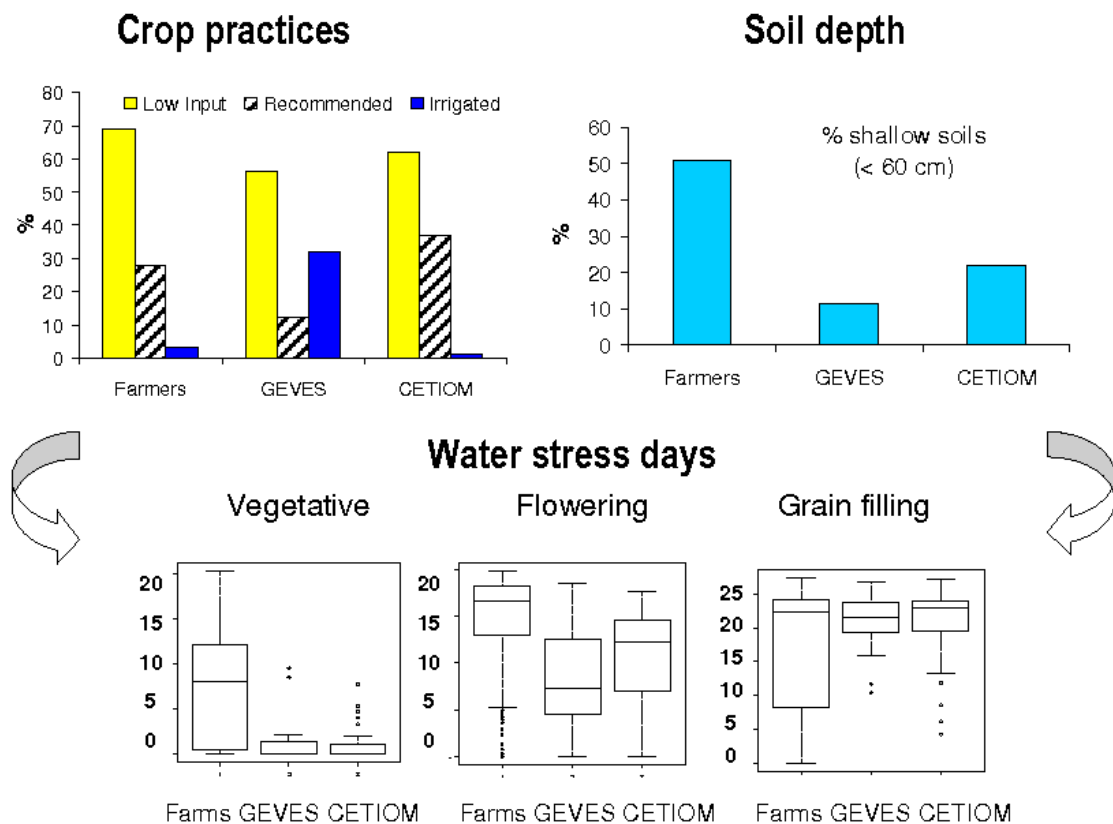 Crop practices
Soil depth
80
70
60
50
40
30
20
10
0
%
Low Input
Recommended
Irrigated
Farmers GEVES CETIOM
60
50
40
30
20
10
0
%
% shallow soils
(< 60 cm)
Farmers GEVES CETIOM
Water stress days
Vegetative
Flowering
Grain filling
20
15
10
5
0
20
15
10
5
0
25
20
15
10
5
0
Farms GEVES CETIOM
Farms GEVES CETIOM
Farms GEVES CETIOM